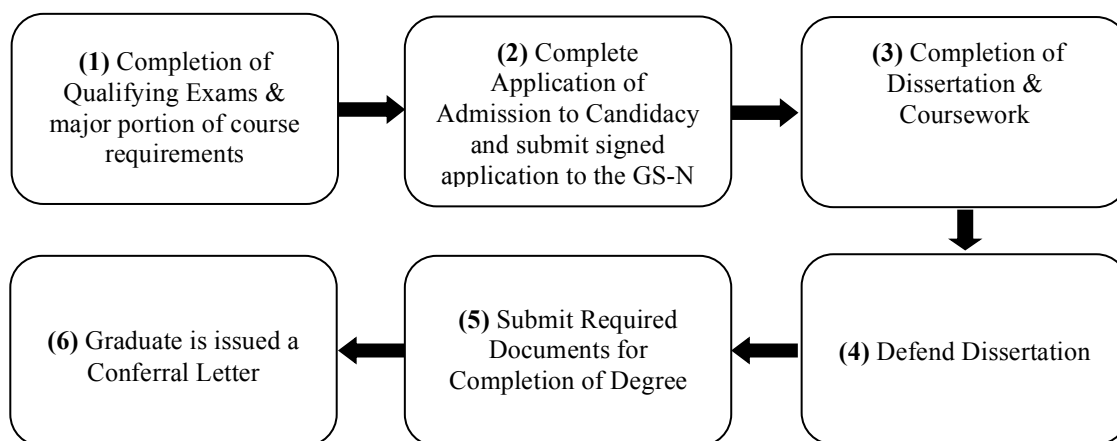 (1) Completion of
Qualifying Exams &
major portion of course
requirements
(2) Complete
Application of
Admission to Candidacy
and submit signed
application to the GS-N
(3) Completion of
Dissertation &
Coursework
(4) Defend Dissertation
(5) Submit Required
Documents for
Completion of Degree
(6) Graduate is issued a
Conferral Letter